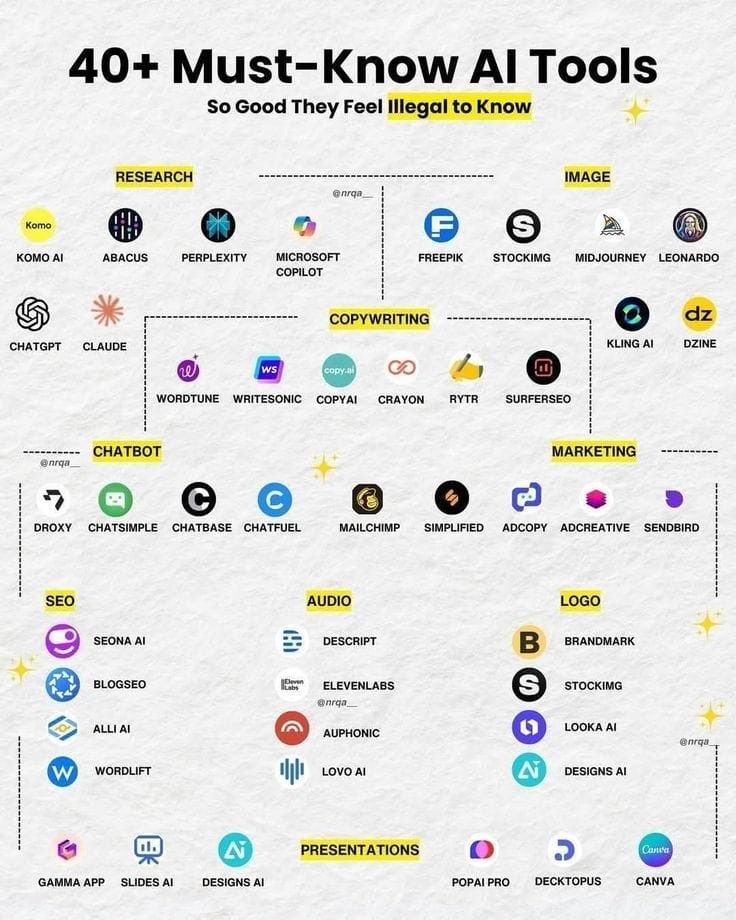 40+ Must-Know AI Tools
So Good They Feel Illegal to Know
RESEARCH
IMAGE
@nrqa__
Komo
KOMO AI
ABACUS
PERPLEXITY
MICROSOFT
COPILOT
FREEPIK
STOCKIMG
MIDJOURNEY
LEONARDO
CHATGPT
CLAUDE
dz
KLING AI
DZINE
COPYWRITING
WS
copy.ai
WORDTUNE
WRITESONIC
COPYAI
CRAYON
RYTR
SURFERSEO
CHATBOT
@nrqa__
MARKETING
DROXY
CHATSIMPLE
CHATBASE
CHATFUEL
MAILCHIMP
SIMPLIFIED
ADCOPY
ADCREATIVE
SENDBIRD
SEO
SEONA AI
BLOGSEO
ALLI AI
WORDLIFT
AUDIO
DESCRIPT
IIEleven
Labs
ELEVENLABS
@nrqa__
AUPHONIC
LOVO AI
LOGO
B
BRANDMARK
S
STOCKIMG
LOOKA AI
DESIGNS AI
@nrqa__
PRESENTATIONS
GAMMA APP
SLIDES AI
DESIGNS AI
POPAI PRO
DECKTOPUS
Canva
CANVA